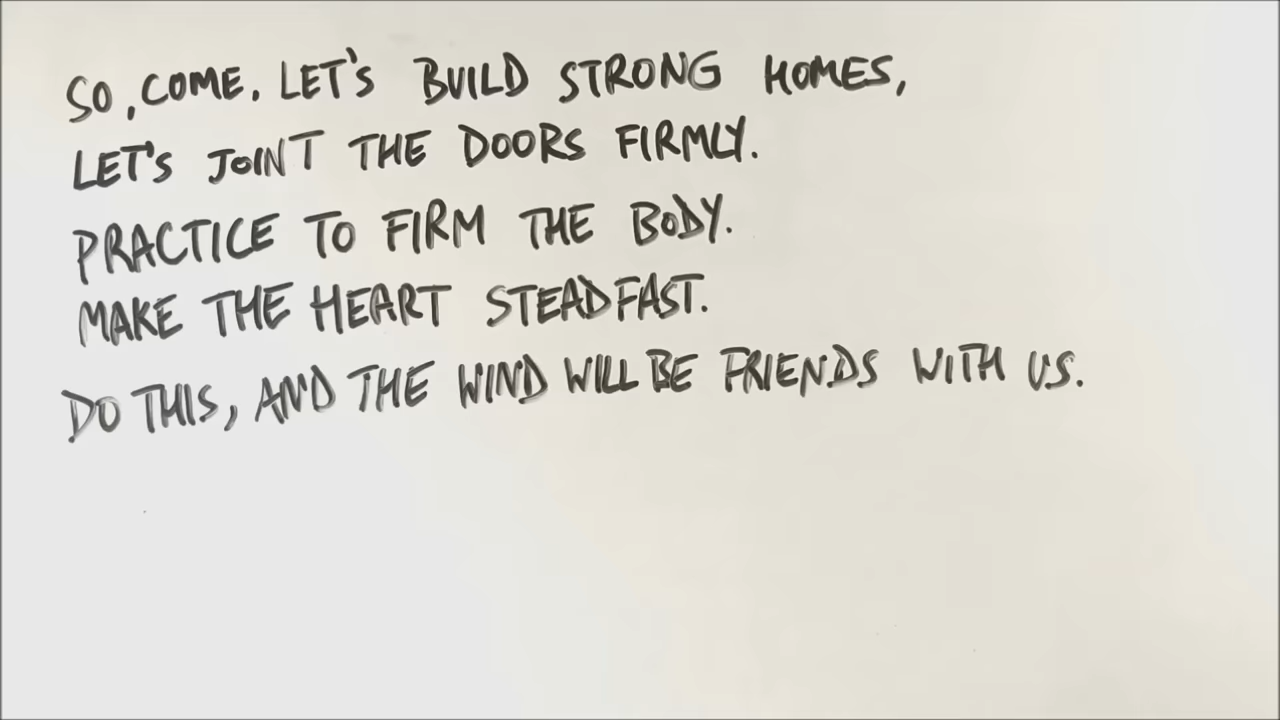 SO, COME. LET'S BUILD STRONG HOMES,
LET'S JOINT THE DOORS FIRMLY.
PRACTICE TO FIRM THE BODY.
MAKE THE HEART STEADFAST.
DO THIS, AND THE WIND WILL BE FRIENDS WITH US.